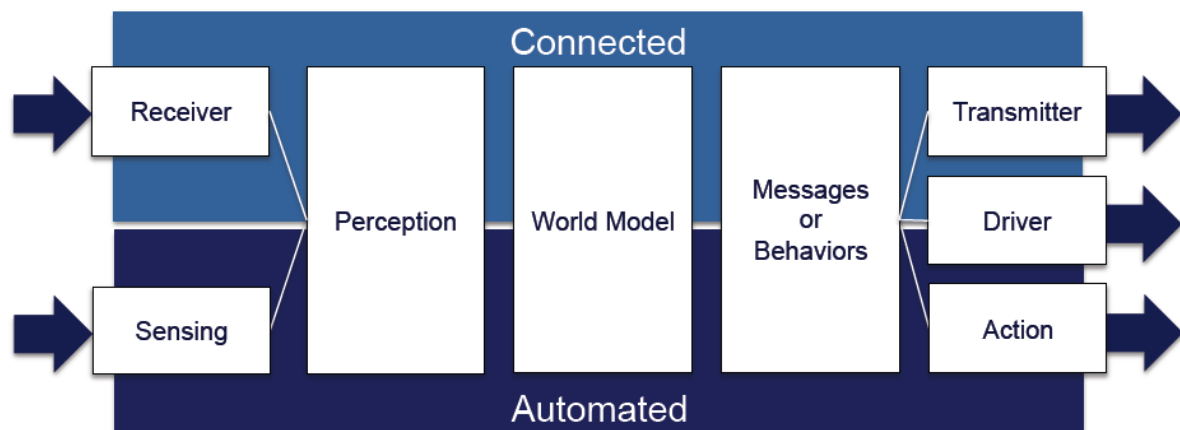 Connected
Receiver
Perception
World Model
Messages
or
Behaviors
Transmitter
Driver
Sensing
Action
Automated